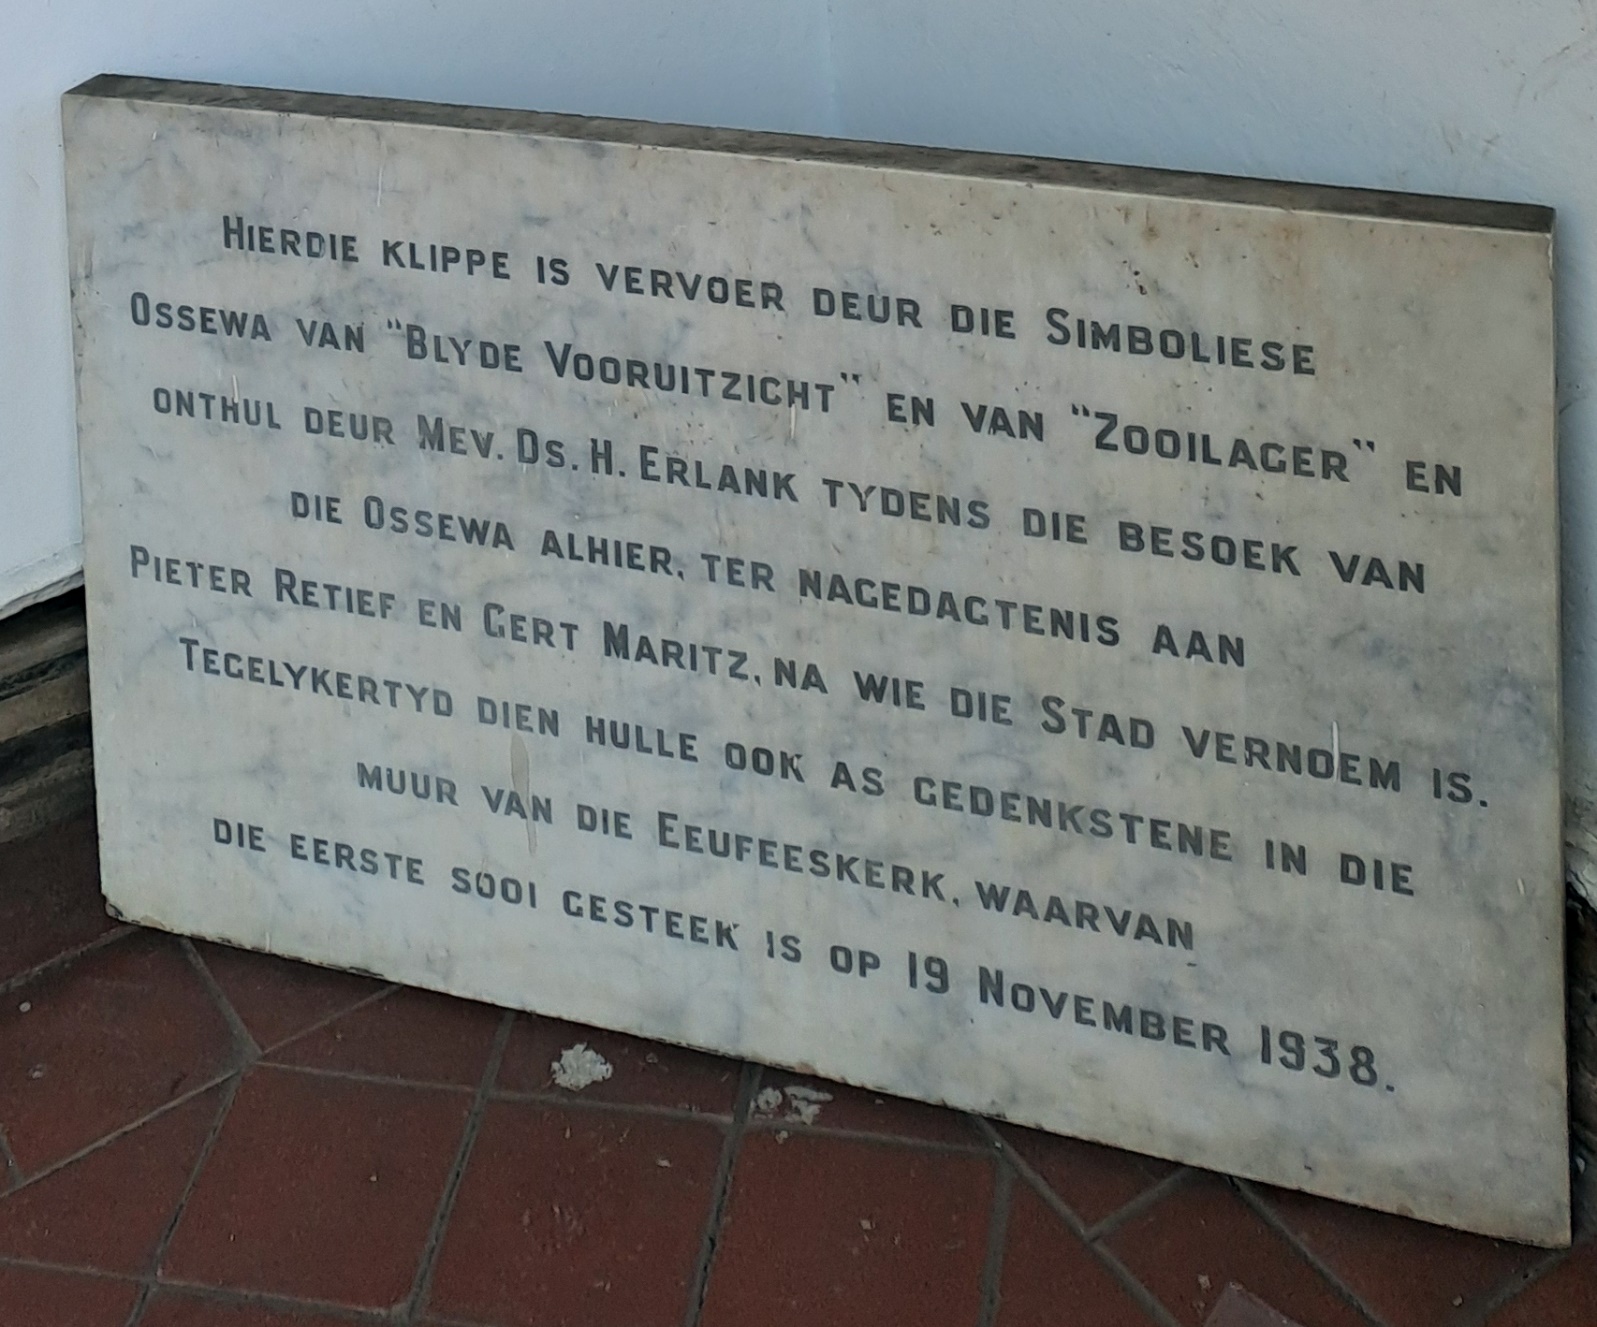 Hierdie klippe is vervoer deur die Simboliese
Ossewa van "Blyde Vooruitzicht" en van "Zooilager" en
onthul deur Mev. Ds. H. Erlank tydens die besoek van
die Ossewa alhier, ter nagedagtenis aan
Pieter Retief en Gert Maritz, na wie die Stad vernoem is.
Tegelykertyd dien hulle ook as gedenkstene in die
muur van die Eeufeeskerk, waarvan
die eerste sooi gesteek is op 19 November 1938.